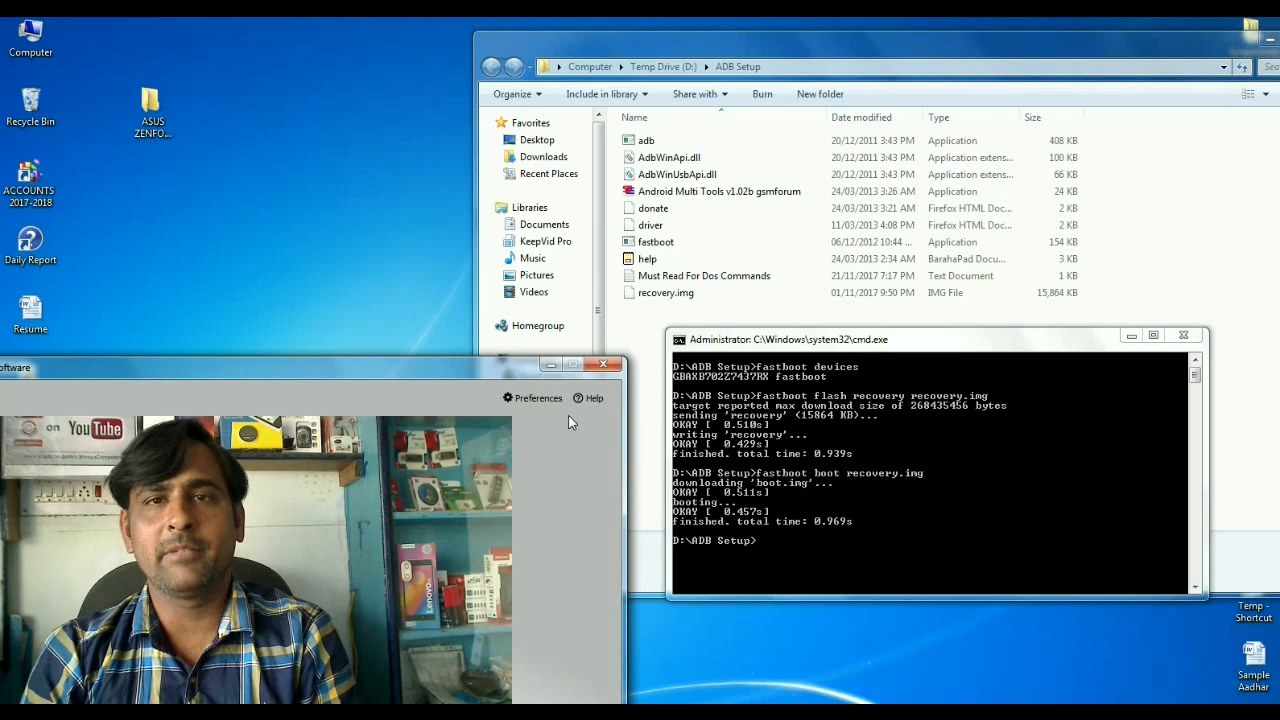 Computer
Recycle Bin
ACCOUNTS
2017-2018
Daily Report
Resume
ASUS
ZENFO...
Computer Temp Drive (D:) ADB Setup
Sea
Organize Include in library Share with Burn New folder
Favorites
Desktop
Downloads
Recent Places
Libraries
Documents
KeepVid Pro
Music
Pictures
Videos
Homegroup
Name Date modified Type Size
adb 20/12/2011 3:43 PM Application 408 KB
AdbWinApi.dll 20/12/2011 3:43 PM Application extens... 100 KB
AdbWinUsbApi.dll 20/12/2011 3:43 PM Application extens... 66 KB
Android Multi Tools v1.02b gsmforum 24/03/2013 3:26 AM Application 24 KB
donate 24/03/2013 3:21 AM Firefox HTML Doc... 2 KB
driver 11/03/2013 4:08 PM Firefox HTML Doc... 2 KB
fastboot 06/12/2012 10:44 ... Application 154 KB
help 24/03/2013 2:34 AM BarahaPad Docu... 3 KB
Must Read For Dos Commands 21/11/2017 7:17 PM Text Document 1 KB
recovery.img 01/11/2017 9:50 PM IMG File 15,864 KB
Administrator: C:\Windows\system32\cmd.exe
D:\ADB Setup>fastboot devices
GBAXB702Z7437RX fastboot
D:\ADB Setup>fastboot flash recovery recovery.img
target reported max download size of 268435456 bytes
sending 'recovery' (15864 KB)...
OKAY [ 0.510s]
writing 'recovery'...
OKAY [ 0.429s]
finished. total time: 0.939s
D:\ADB Setup>fastboot boot recovery.img
downloading 'boot.img'...
OKAY [ 0.511s]
booting...
OKAY [ 0.457s]
finished. total time: 0.969s
D:\ADB Setup>
oftware
Preferences Help
on YouTube
Lenovo
Temp -
Shortcut
Sample
Aadhar